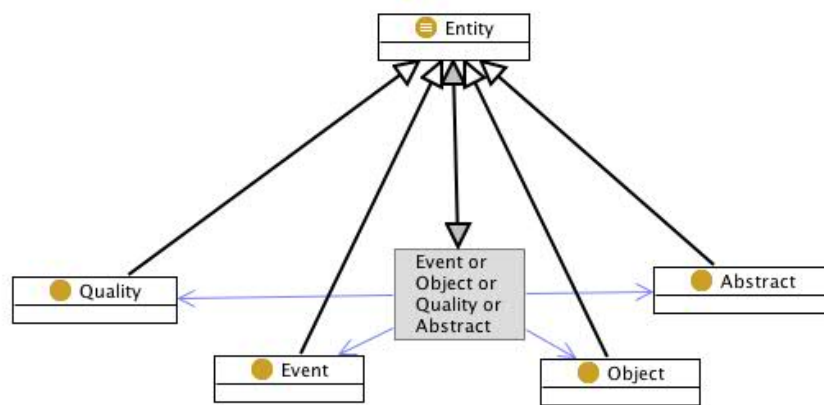 Entity
Event or
Object or
Quality or
Abstract
Quality
Abstract
Event
Object